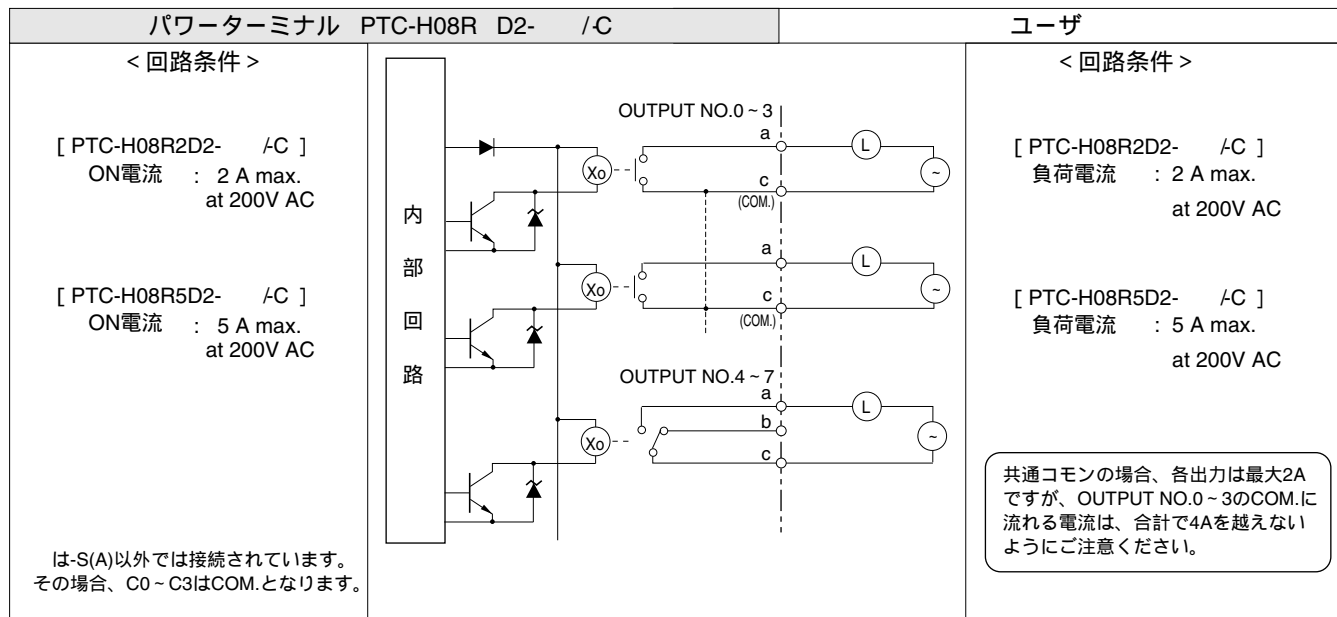 パワーターミナル PTC-H08R D2- /-C
ユーザ
< 回路条件 >
[ PTC-H08R2D2- /-C ]
ON電流 : 2 A max.
at 200V AC
[ PTC-H08R5D2- /-C ]
ON電流 : 5 A max.
at 200V AC
は-S(A)以外では接続されています。
その場合、C0 ~ C3はCOM.となります。
内
部
回
路
OUTPUT NO.0 ~ 3
a
L
Xo
~
c
(COM.)
a
L
Xo
~
c
(COM.)
OUTPUT NO.4 ~ 7
a
L
b
Xo
~
c
< 回路条件 >
[ PTC-H08R2D2- /-C ]
負荷電流 : 2 A max.
at 200V AC
[ PTC-H08R5D2- /-C ]
負荷電流 : 5 A max.
at 200V AC
共通コモンの場合、各出力は最大2A
ですが、OUTPUT NO.0 ~ 3のCOM.に
流れる電流は、合計で4Aを越えない
ようにご注意ください。